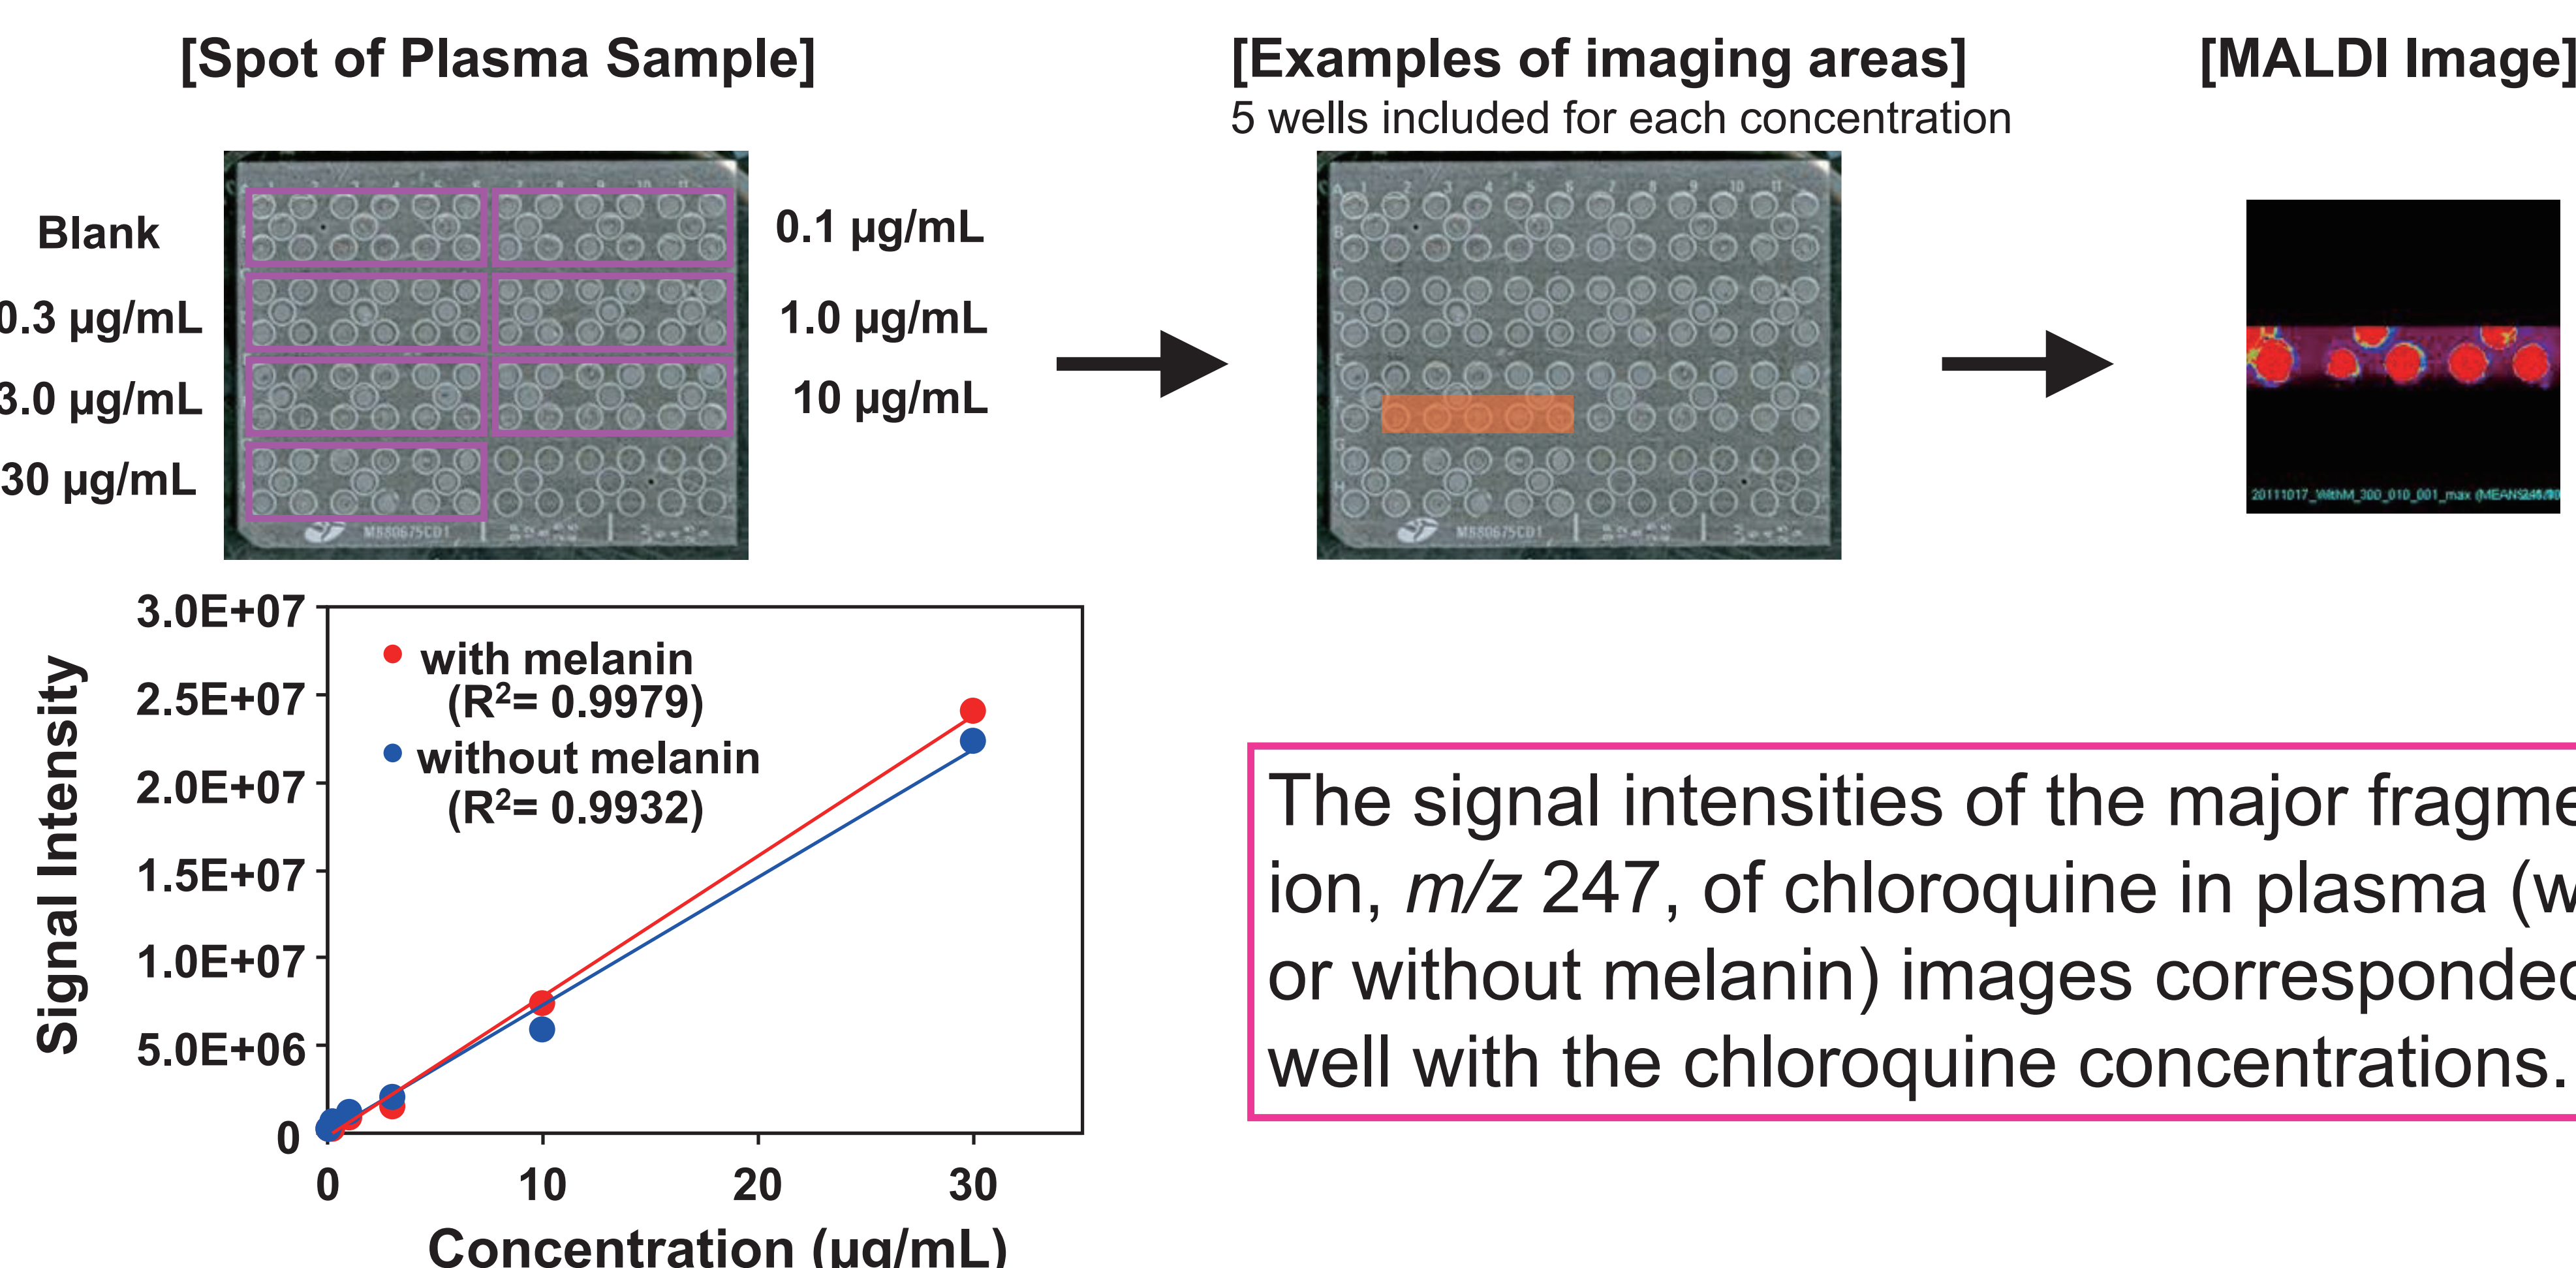 [Spot of Plasma Sample]
[Examples of imaging areas]
5 wells included for each concentration
[MALDI Image]
Blank
0.1 µg/mL
0.3 µg/mL
1.0 µg/mL
3.0 µg/mL
10 µg/mL
30 µg/mL
M880675CD1
M880675CD1
20111017_WithM_300_010_001_max
3.0E+07
2.5E+07
2.0E+07
1.5E+07
1.0E+07
5.0E+06
0
Signal Intensity
with melanin
(R²= 0.9979)
without melanin
(R²= 0.9932)
0 10 20 30
Concentration (µg/mL)
The signal intensities of the major fragme
ion, m/z 247, of chloroquine in plasma (w
or without melanin) images corresponded
well with the chloroquine concentrations.